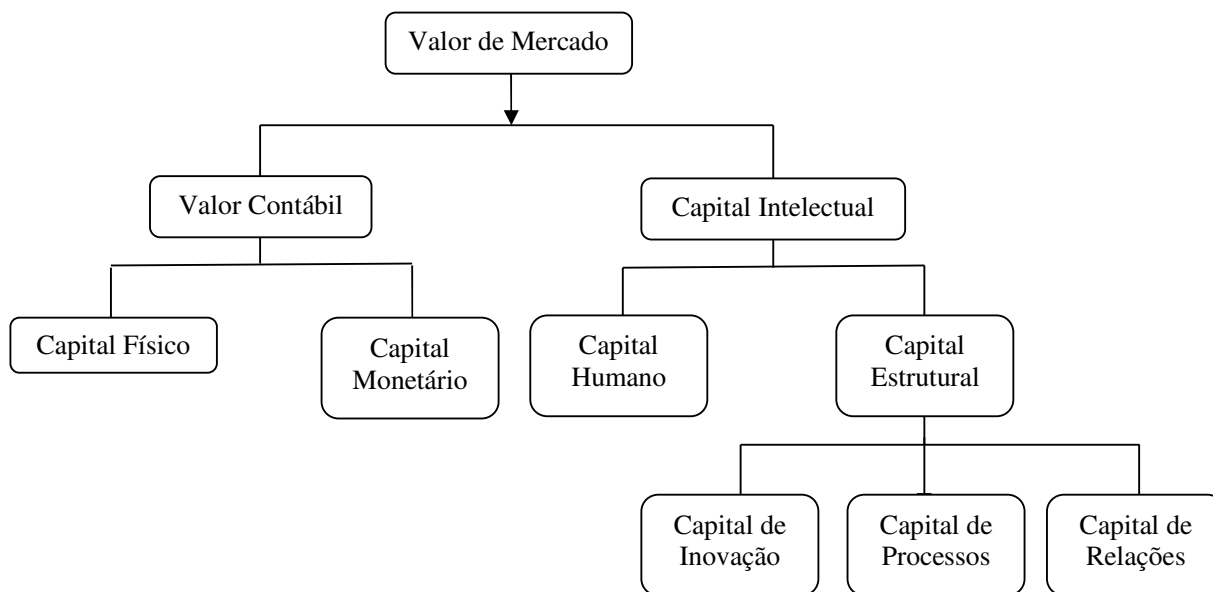 Valor de Mercado
Valor Contábil
Capital Intelectual
Capital Físico
Capital
Monetário
Capital
Humano
Capital
Estrutural
Capital de
Inovação
Capital de
Processos
Capital de
Relações